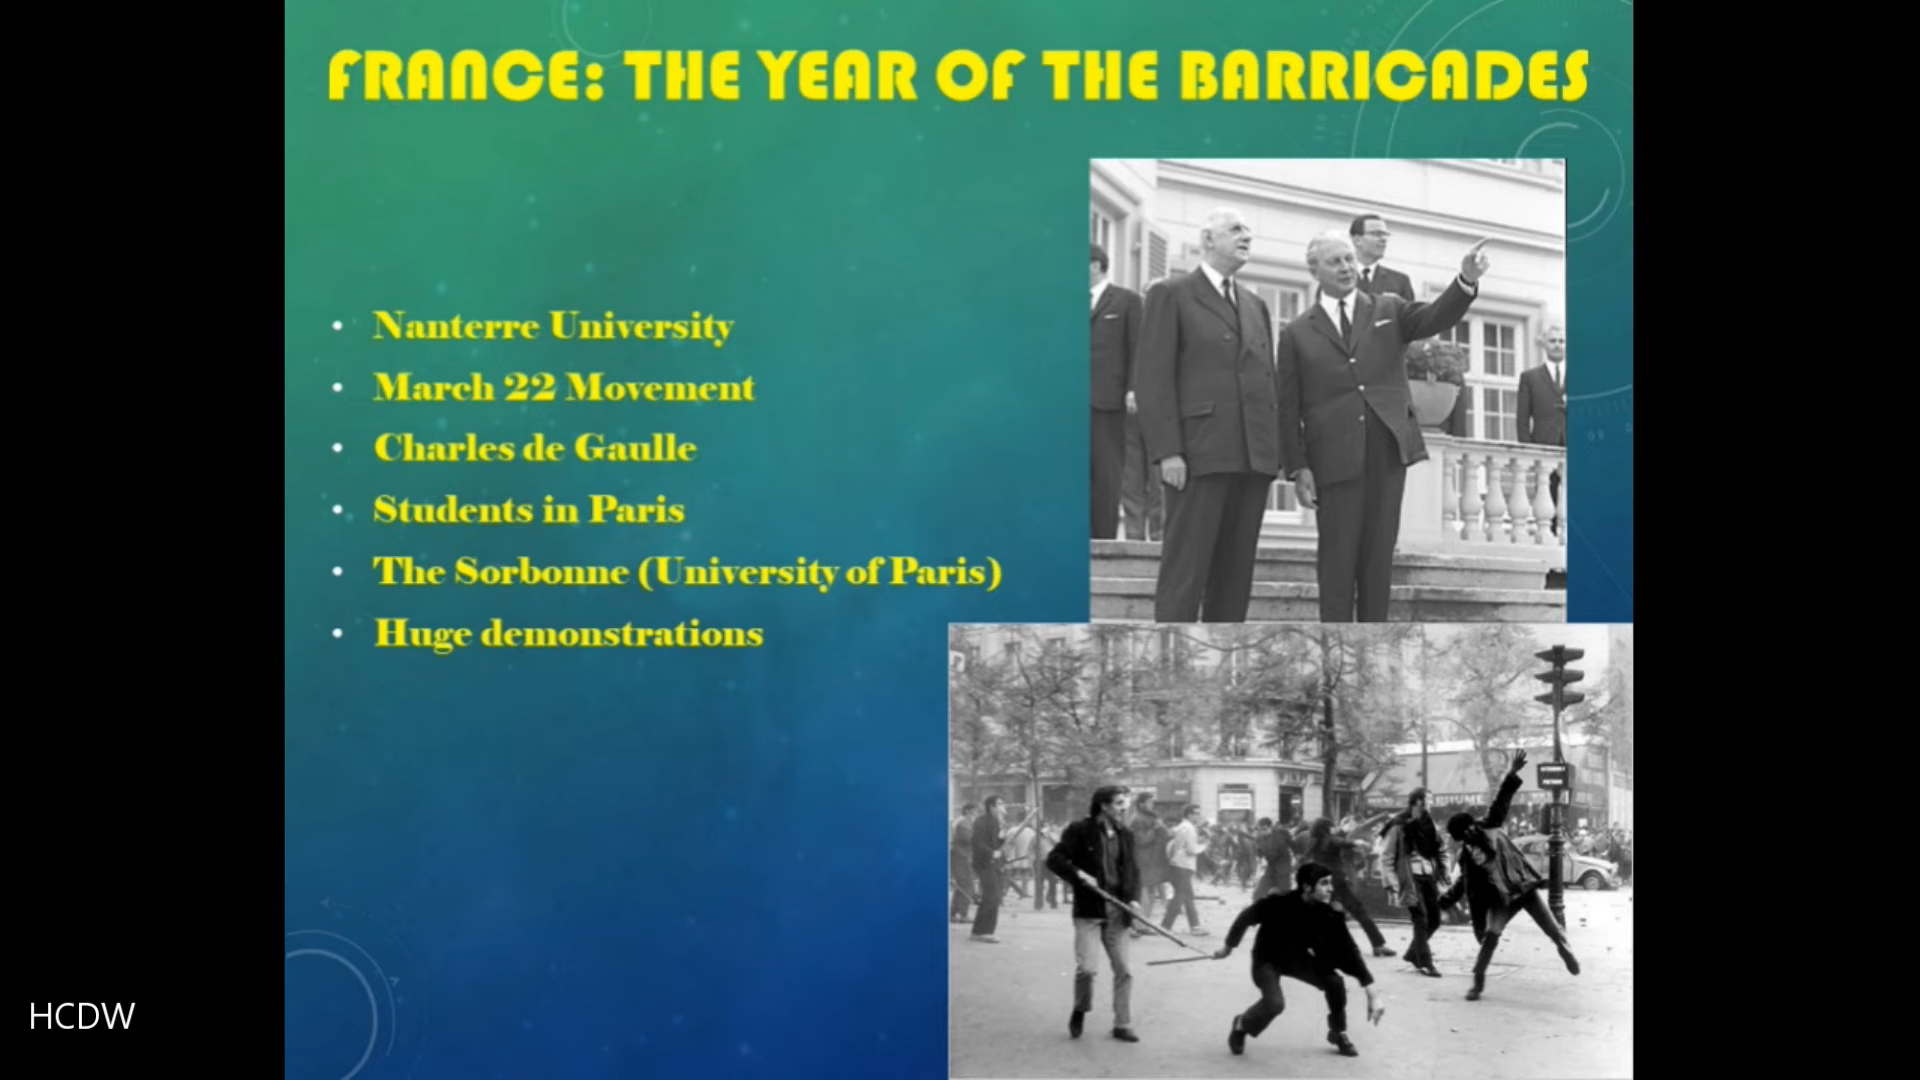 FRANCE: THE YEAR OF THE BARRICADES
• Nanterre University
• March 22 Movement
• Charles de Gaulle
• Students in Paris
• The Sorbonne (University of Paris)
• Huge demonstrations
HCDW